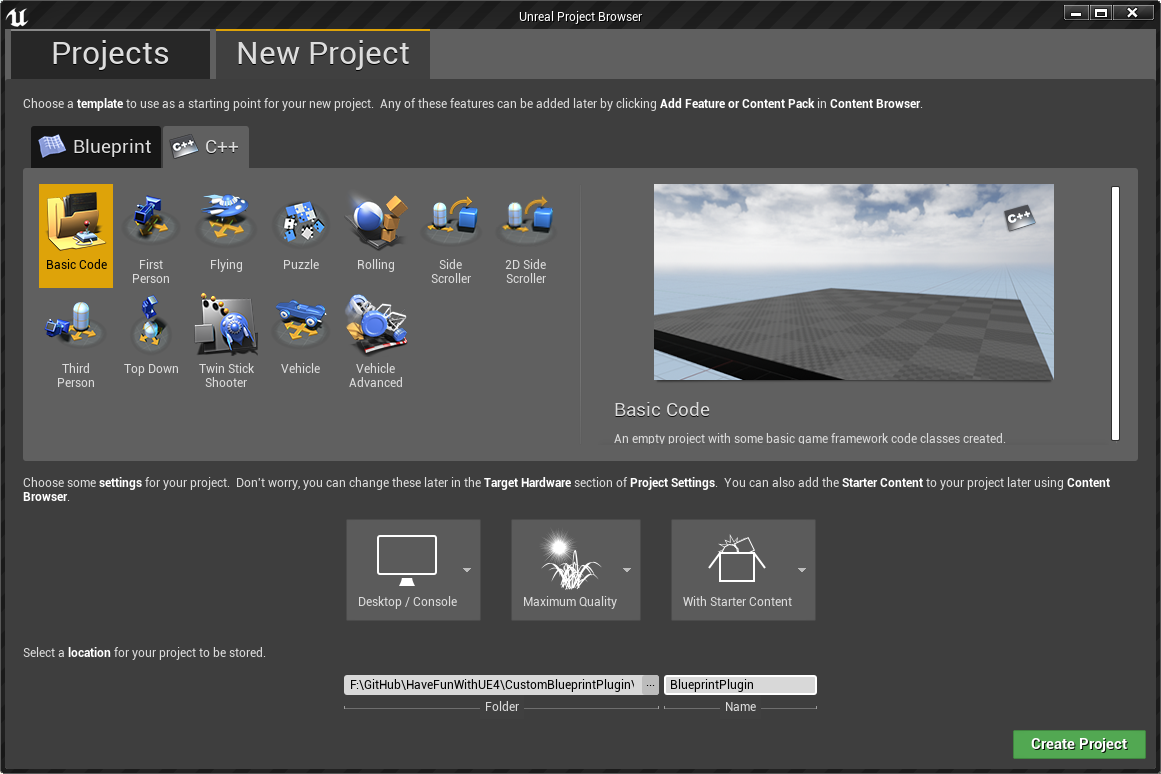 Unreal Project Browser
Projects
New Project
Choose a template to use as a starting point for your new project. Any of these features can be added later by clicking Add Feature or Content Pack in Content Browser.
Blueprint
C++
C++
C++
Basic Code
First
Person
Flying
Puzzle
Rolling
Side
Scroller
2D Side
Scroller
Third
Person
Top Down
Twin Stick
Shooter
Vehicle
Vehicle
Advanced
Basic Code
An empty project with some basic game framework code classes created.
Choose some settings for your project. Don't worry, you can change these later in the Target Hardware section of Project Settings. You can also add the Starter Content to your project later using Content
Browser.
Desktop / Console
Maximum Quality
With Starter Content
Select a location for your project to be stored.
F:\GitHub\HaveFunWithUE4\CustomBlueprintPlugin\
...
BlueprintPlugin
Folder
Name
Create Project